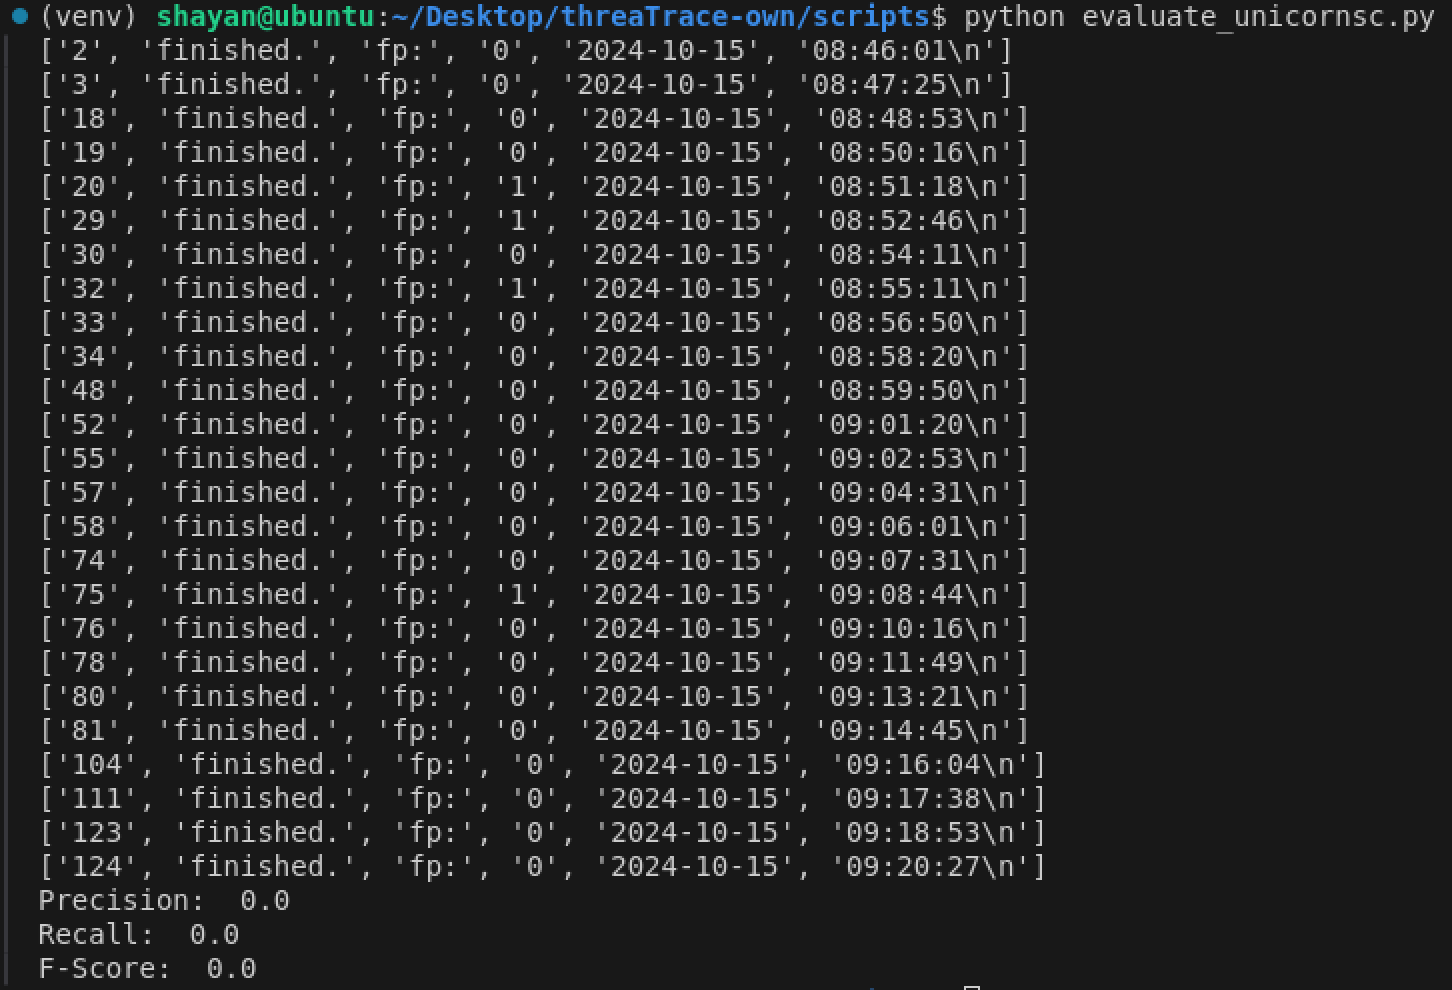 (venv) shayan@ubuntu:~/Desktop/threaTrace-own/scripts$ python evaluate_unicornsc.py
['2', 'finished.', 'fp:', '0', '2024-10-15', '08:46:01\n']
['3', 'finished.', 'fp:', '0', '2024-10-15', '08:47:25\n']
['18', 'finished.', 'fp:', '0', '2024-10-15', '08:48:53\n']
['19', 'finished.', 'fp:', '0', '2024-10-15', '08:50:16\n']
['20', 'finished.', 'fp:', '1', '2024-10-15', '08:51:18\n']
['29', 'finished.', 'fp:', '1', '2024-10-15', '08:52:46\n']
['30', 'finished.', 'fp:', '0', '2024-10-15', '08:54:11\n']
['32', 'finished.', 'fp:', '1', '2024-10-15', '08:55:11\n']
['33', 'finished.', 'fp:', '0', '2024-10-15', '08:56:50\n']
['34', 'finished.', 'fp:', '0', '2024-10-15', '08:58:20\n']
['48', 'finished.', 'fp:', '0', '2024-10-15', '08:59:50\n']
['52', 'finished.', 'fp:', '0', '2024-10-15', '09:01:20\n']
['55', 'finished.', 'fp:', '0', '2024-10-15', '09:02:53\n']
['57', 'finished.', 'fp:', '0', '2024-10-15', '09:04:31\n']
['58', 'finished.', 'fp:', '0', '2024-10-15', '09:06:01\n']
['74', 'finished.', 'fp:', '0', '2024-10-15', '09:07:31\n']
['75', 'finished.', 'fp:', '1', '2024-10-15', '09:08:44\n']
['76', 'finished.', 'fp:', '0', '2024-10-15', '09:10:16\n']
['78', 'finished.', 'fp:', '0', '2024-10-15', '09:11:49\n']
['80', 'finished.', 'fp:', '0', '2024-10-15', '09:13:21\n']
['81', 'finished.', 'fp:', '0', '2024-10-15', '09:14:45\n']
['104', 'finished.', 'fp:', '0', '2024-10-15', '09:16:04\n']
['111', 'finished.', 'fp:', '0', '2024-10-15', '09:17:38\n']
['123', 'finished.', 'fp:', '0', '2024-10-15', '09:18:53\n']
['124', 'finished.', 'fp:', '0', '2024-10-15', '09:20:27\n']
Precision:  0.0
Recall:  0.0
F-Score:  0.0